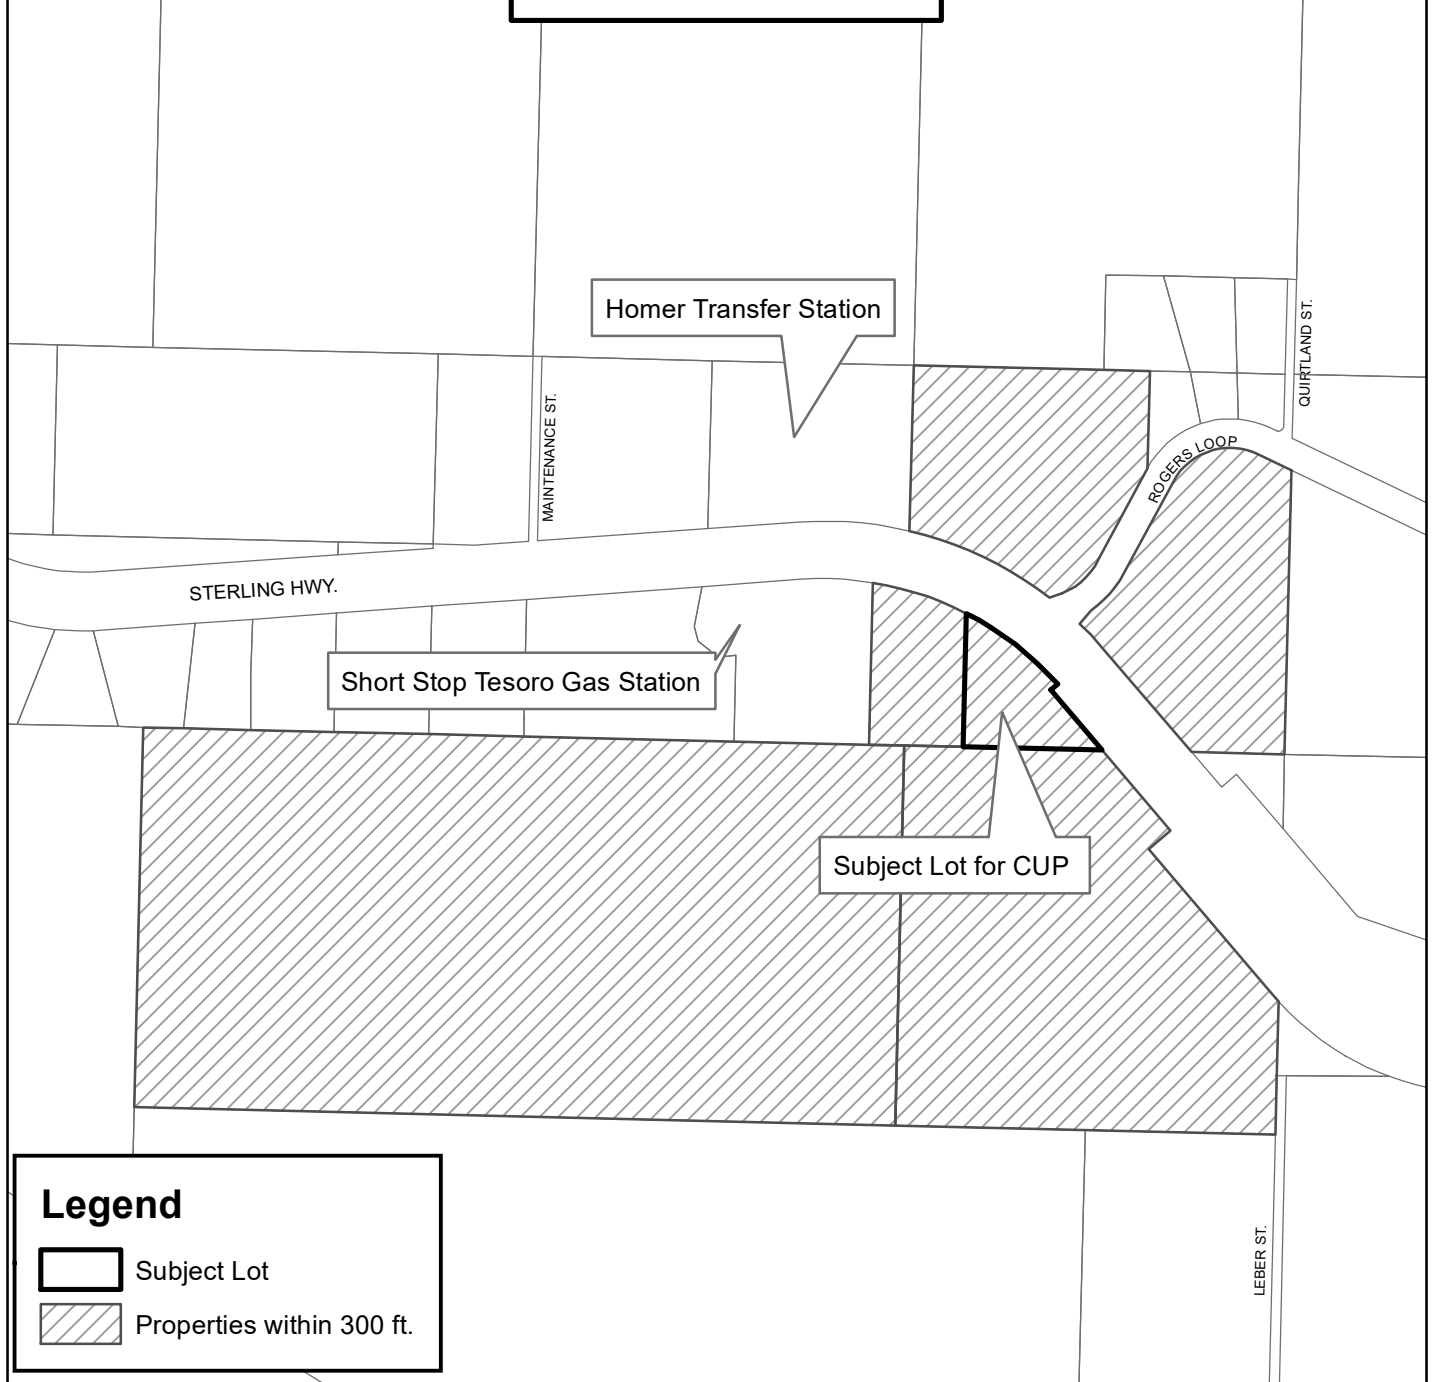 Homer Transfer Station
QUIRTLAND ST.
MAINTENANCE ST.
ROGERS LOOP
STERLING HWY.
Short Stop Tesoro Gas Station
Subject Lot for CUP
Legend
Subject Lot
Properties within 300 ft.
LEBER ST.